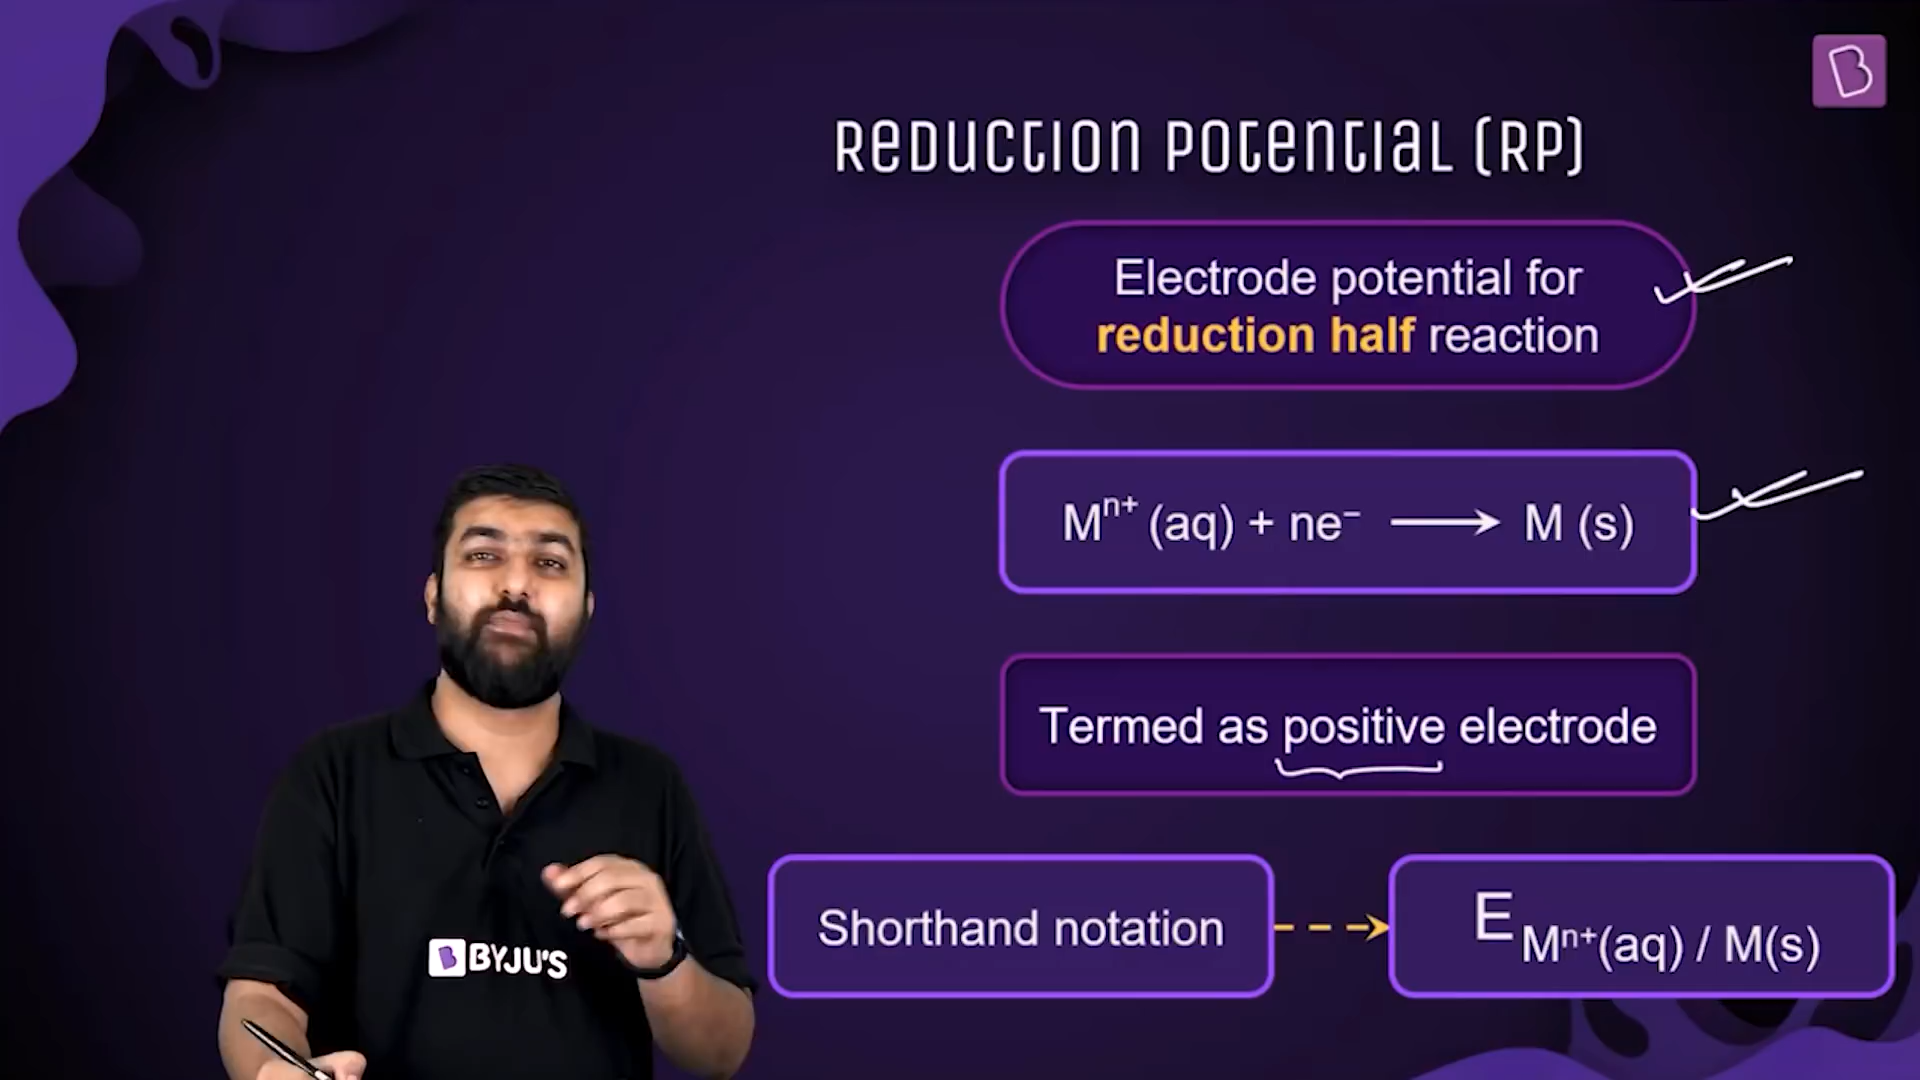 REDUCTION POTENTIAL (RP)
Electrode potential for
reduction half reaction
Mⁿ⁺ (aq) + ne⁻ ⟶ M (s)
Termed as positive electrode
Shorthand notation
E Mⁿ⁺(aq) / M(s)
BYJU'S